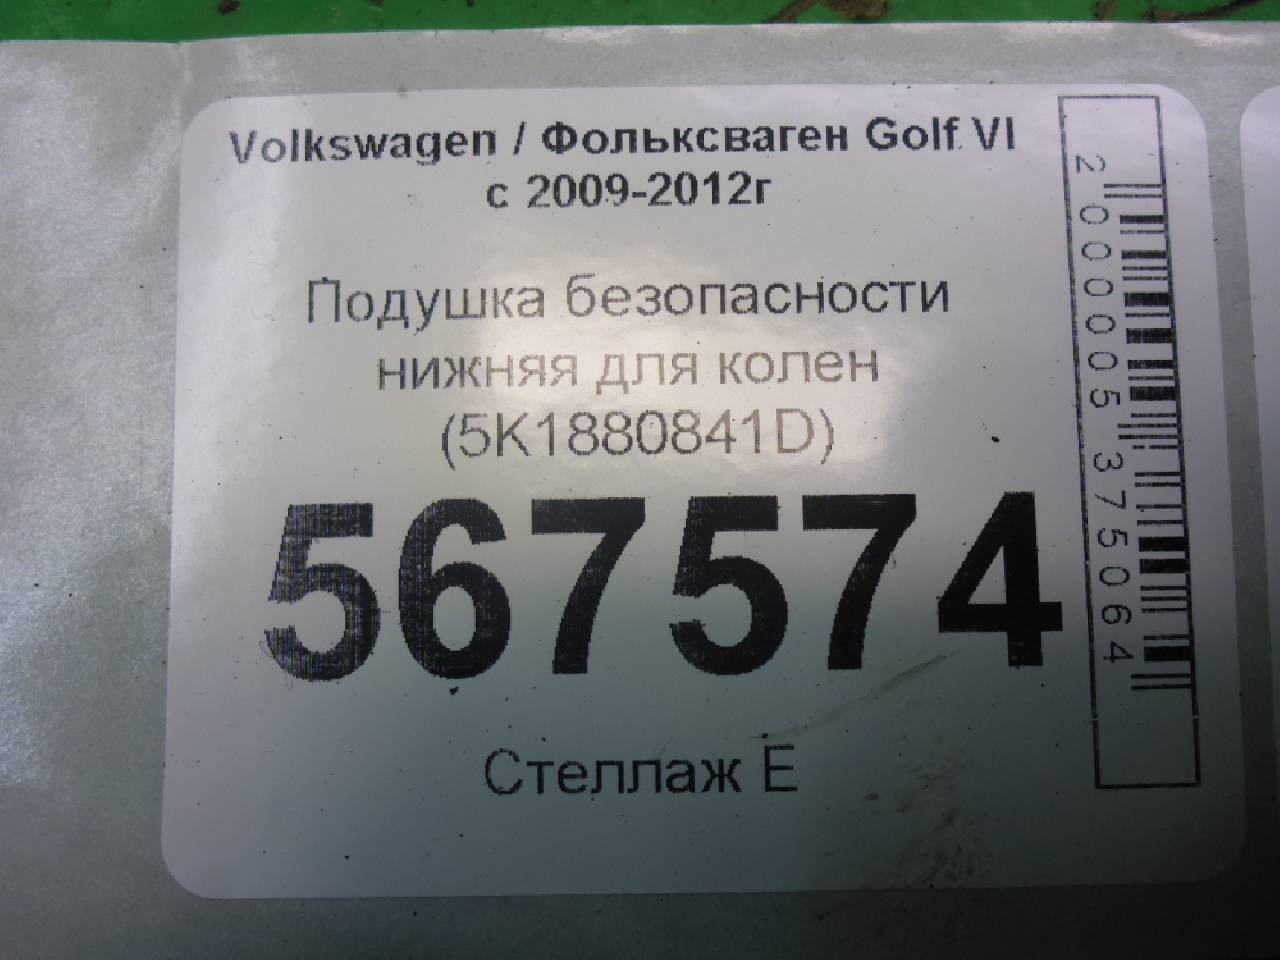 Volkswagen / Фольксваген Golf VI
с 2009-2012г
Подушка безопасности
нижняя для колен
(5K1880841D)
567574
Стеллаж Е
2000005375064